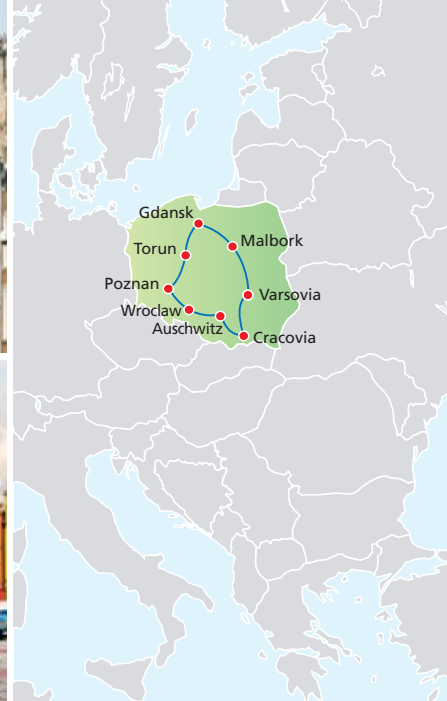 Gdansk
Malbork
Torun
Poznan
Varsovia
Wroclaw
Auschwitz
Cracovia